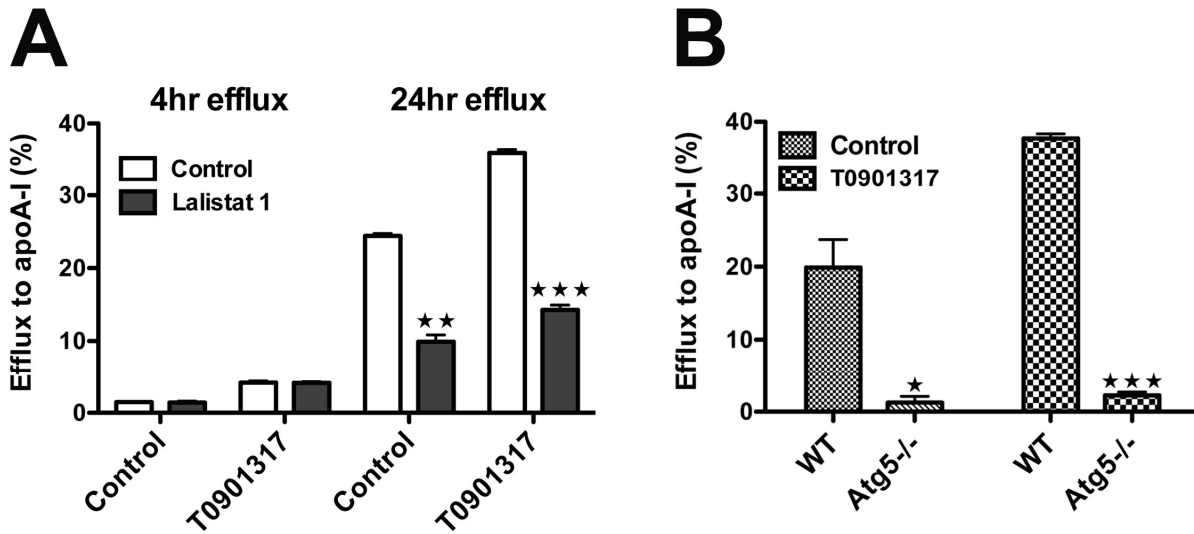 A
4hr efflux 24hr efflux
Efflux to apoA-I (%)
40
30
20
10
0
Control
Lalistat 1
★★
★★★
Control
T0901317
Control
T0901317
B
Efflux to apoA-I (%)
40
30
20
10
0
Control
T0901317
★
★★★
WT
Atg5-/-
WT
Atg5-/-